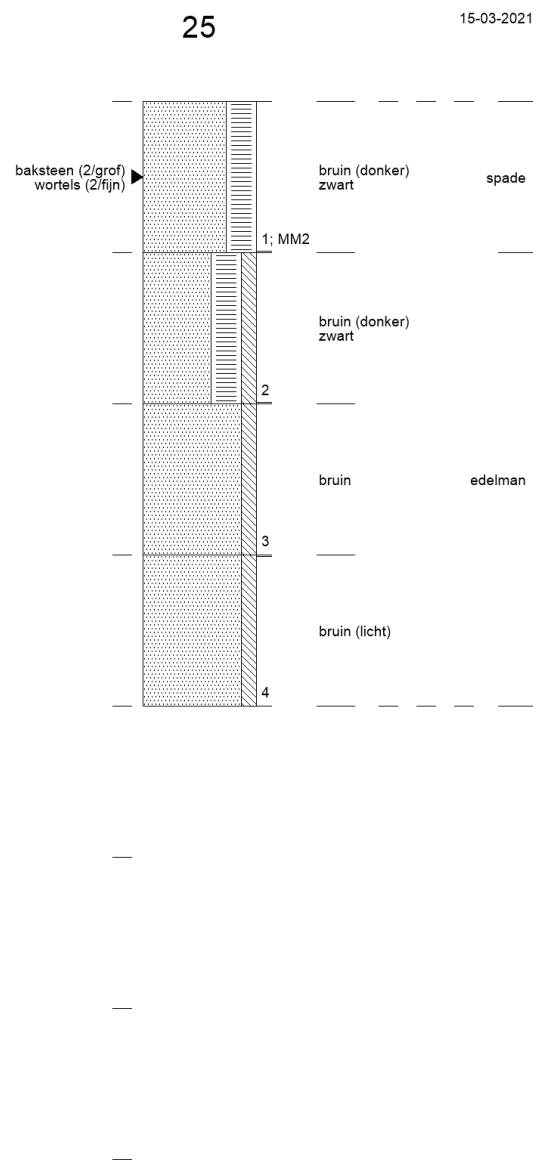 25
15-03-2021
baksteen (2/grof)
wortels (2/fijn)
bruin (donker)
zwart
spade
1; MM2
bruin (donker)
zwart
2
bruin
edelman
3
bruin (licht)
4